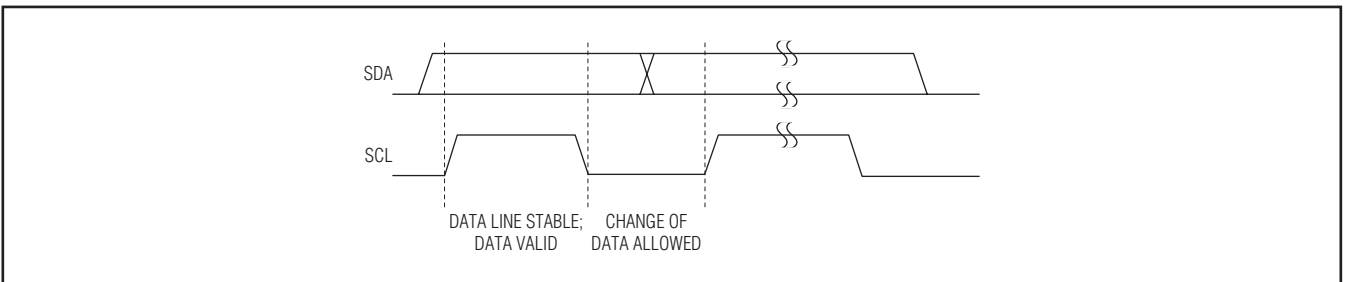 SDA
SCL
DATA LINE STABLE;
DATA VALID
CHANGE OF
DATA ALLOWED